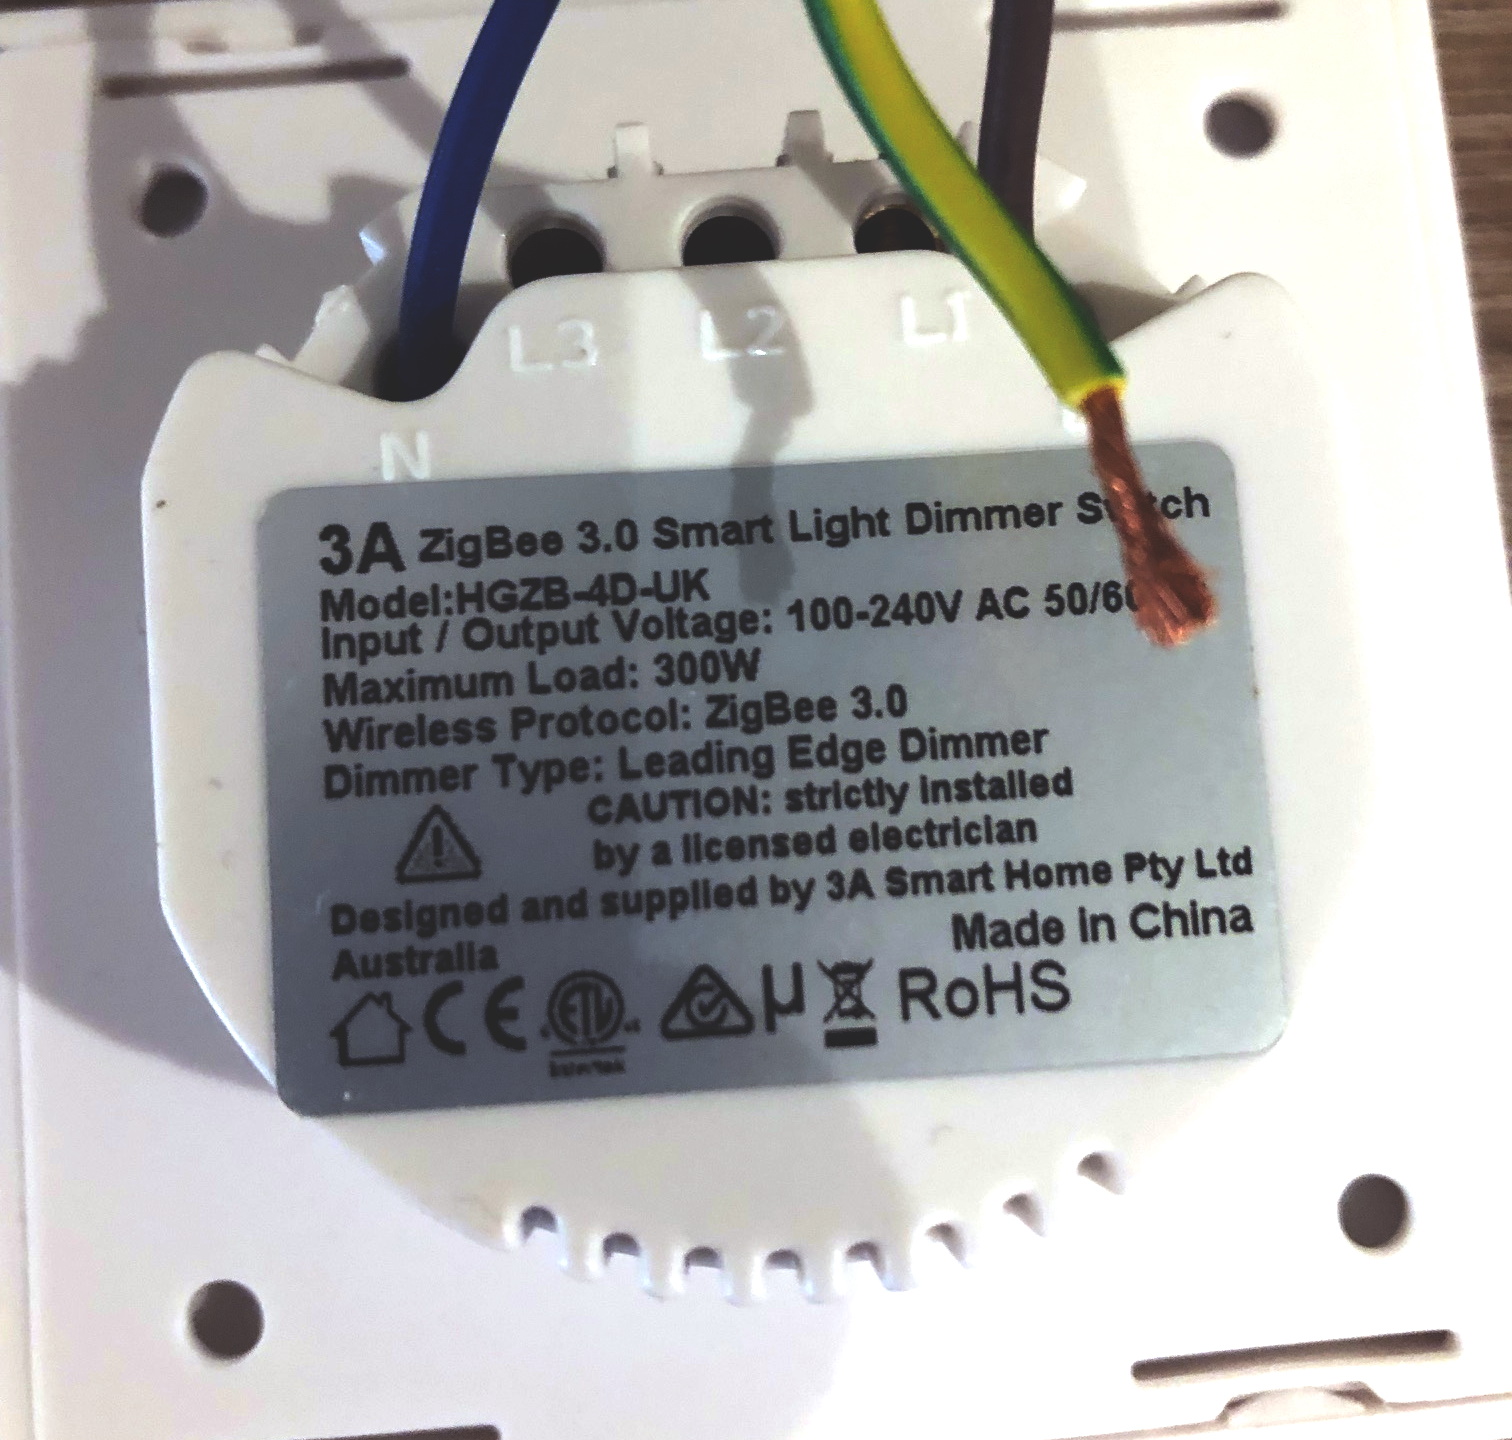 L3 L2 L1
N
3A ZigBee 3.0 Smart Light Dimmer
Model:HGZB-4D-UK
Input / Output Voltage: 100-240V AC
Maximum Load: 300W
Wireless Protocol: ZigBee 3.0
Dimmer Type: Leading Edge Dimmer
CAUTION: strictly installed
by a licensed electrician
Designed and supplied by 3A Smart Home Pty Ltd
Australia
Made in China
CE ETL μ RoHS
Intertek